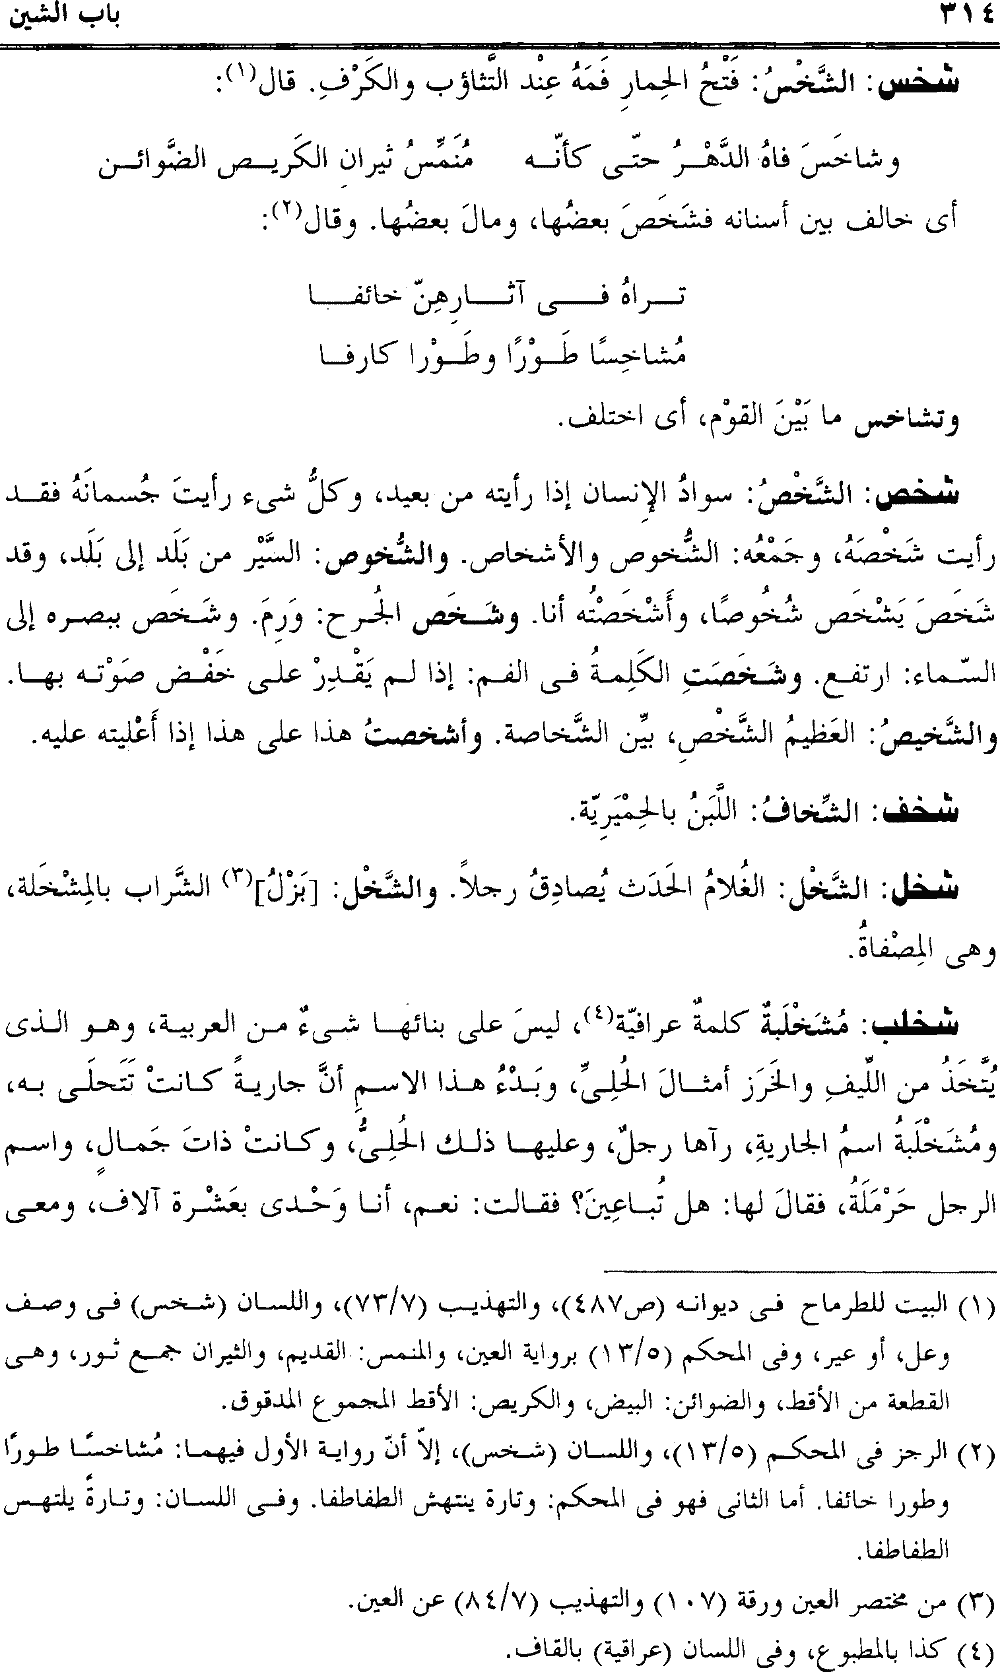 ٣١٤ باب الشين
شخس: الشَّخْسُ: فَتْحُ الحِمارِ فَمَهُ عِنْد التَّثاؤب والكَرْفِ. قال(١):
وشاخَسَ فاهُ الدَّهْرُ حتّى كأنّه مُنَمِّسُ ثيرانِ الكَريص الضَّوائن
أى خالف بين أسنانه فشَخَصَ بعضُها، ومالَ بعضُها. وقال(٢):
تراهُ فى آثارِهِنّ خائفا
مُشاخِسًا طَوْرًا وطَوْرا كارفا
وتشاخس ما بَيْنَ القوْم، أى اختلف.
شخص: الشَّخْصُ: سوادُ الإنسان إذا رأيته من بعيد، وكلُّ شىء رأيتَ جُسمانَهُ فقد
رأيت شَخْصَهُ، وجَمْعُه: الشُّخوص والأشخاص. والشُّخوص: السَّيْر من بَلَد إلى بَلَد، وقد
شَخَصَ يَشْخَص شُخُوصًا، وأَشْخَصْتُه أنا. وشَخَص الجُرح: وَرِمَ. وشَخَص ببصره إلى
السّماء: ارتفع. وشَخَصَتِ الكَلِمةُ فى الفم: إذا لم يَقْدِرْ على خَفْض صَوْته بها.
والشَّخيصُ: العَظيمُ الشَّخْصِ، بيِّن الشَّخاصة. وأشخصتُ هذا على هذا إذا أَعْليته عليه.
شخف: الشِّخافُ: اللَّبَنُ بالحِمْيَرِيّة.
شخل: الشَّخْل: الغُلامُ الحَدَث يُصادِقُ رجلاً. والشَّخْل: [بَزْلُ](٣) الشَّراب بالمِشْخَلة،
وهى المِصْفاةُ.
شخلب: مُشَخْلَبةٌ كلمةٌ عرافيّة(٤)، ليسَ على بنائها شىءٌ من العربية، وهو الذى
يُتَّخَذُ من اللّيف والخَرَز أمثالَ الحُلِىِّ، وبَدْءُ هذا الاسمِ أنَّ جاريةً كانتْ تَتَحلَى به،
ومُشَخْلَبةُ اسمُ الجاريةِ، رآها رجلٌ، وعليها ذلك الحُلِىُّ، وكانتْ ذاتَ جَمالٍ، واسم
الرجل حَرْمَلَةُ، فقالَ لها: هل تُباعِينَ؟ فقالت: نعم، أنا وَحْدى بعَشْرة آلاف، ومعى
(١) البيت للطرماح فى ديوانه (ص٤٨٧)، والتهذيب (٧٣/٧)، واللسان (شخس) فى وصف
وعل، أو عير، وفى المحكم (١٣/٥) برواية العين، والمنمس: القديم، والثيران جمع ثور، وهى
القطعة من الأقط، والضوائن: البيض، والكريص: الأقط المجموع المدقوق.
(٢) الرجز فى المحكم (١٣/٥)، واللسان (شخس)، إلاّ أنّ رواية الأول فيهما: مُشاخسًا طورًا
وطورا خائفا. أما الثانى فهو فى المحكم: وتارة ينتهش الطفاطفا. وفى اللسان: وتارةً يلتهس
الطفاطفا.
(٣) من مختصر العين ورقة (١٠٧) والتهذيب (٨٤/٧) عن العين.
(٤) كذا بالمطبوع، وفى اللسان (عراقية) بالقاف.